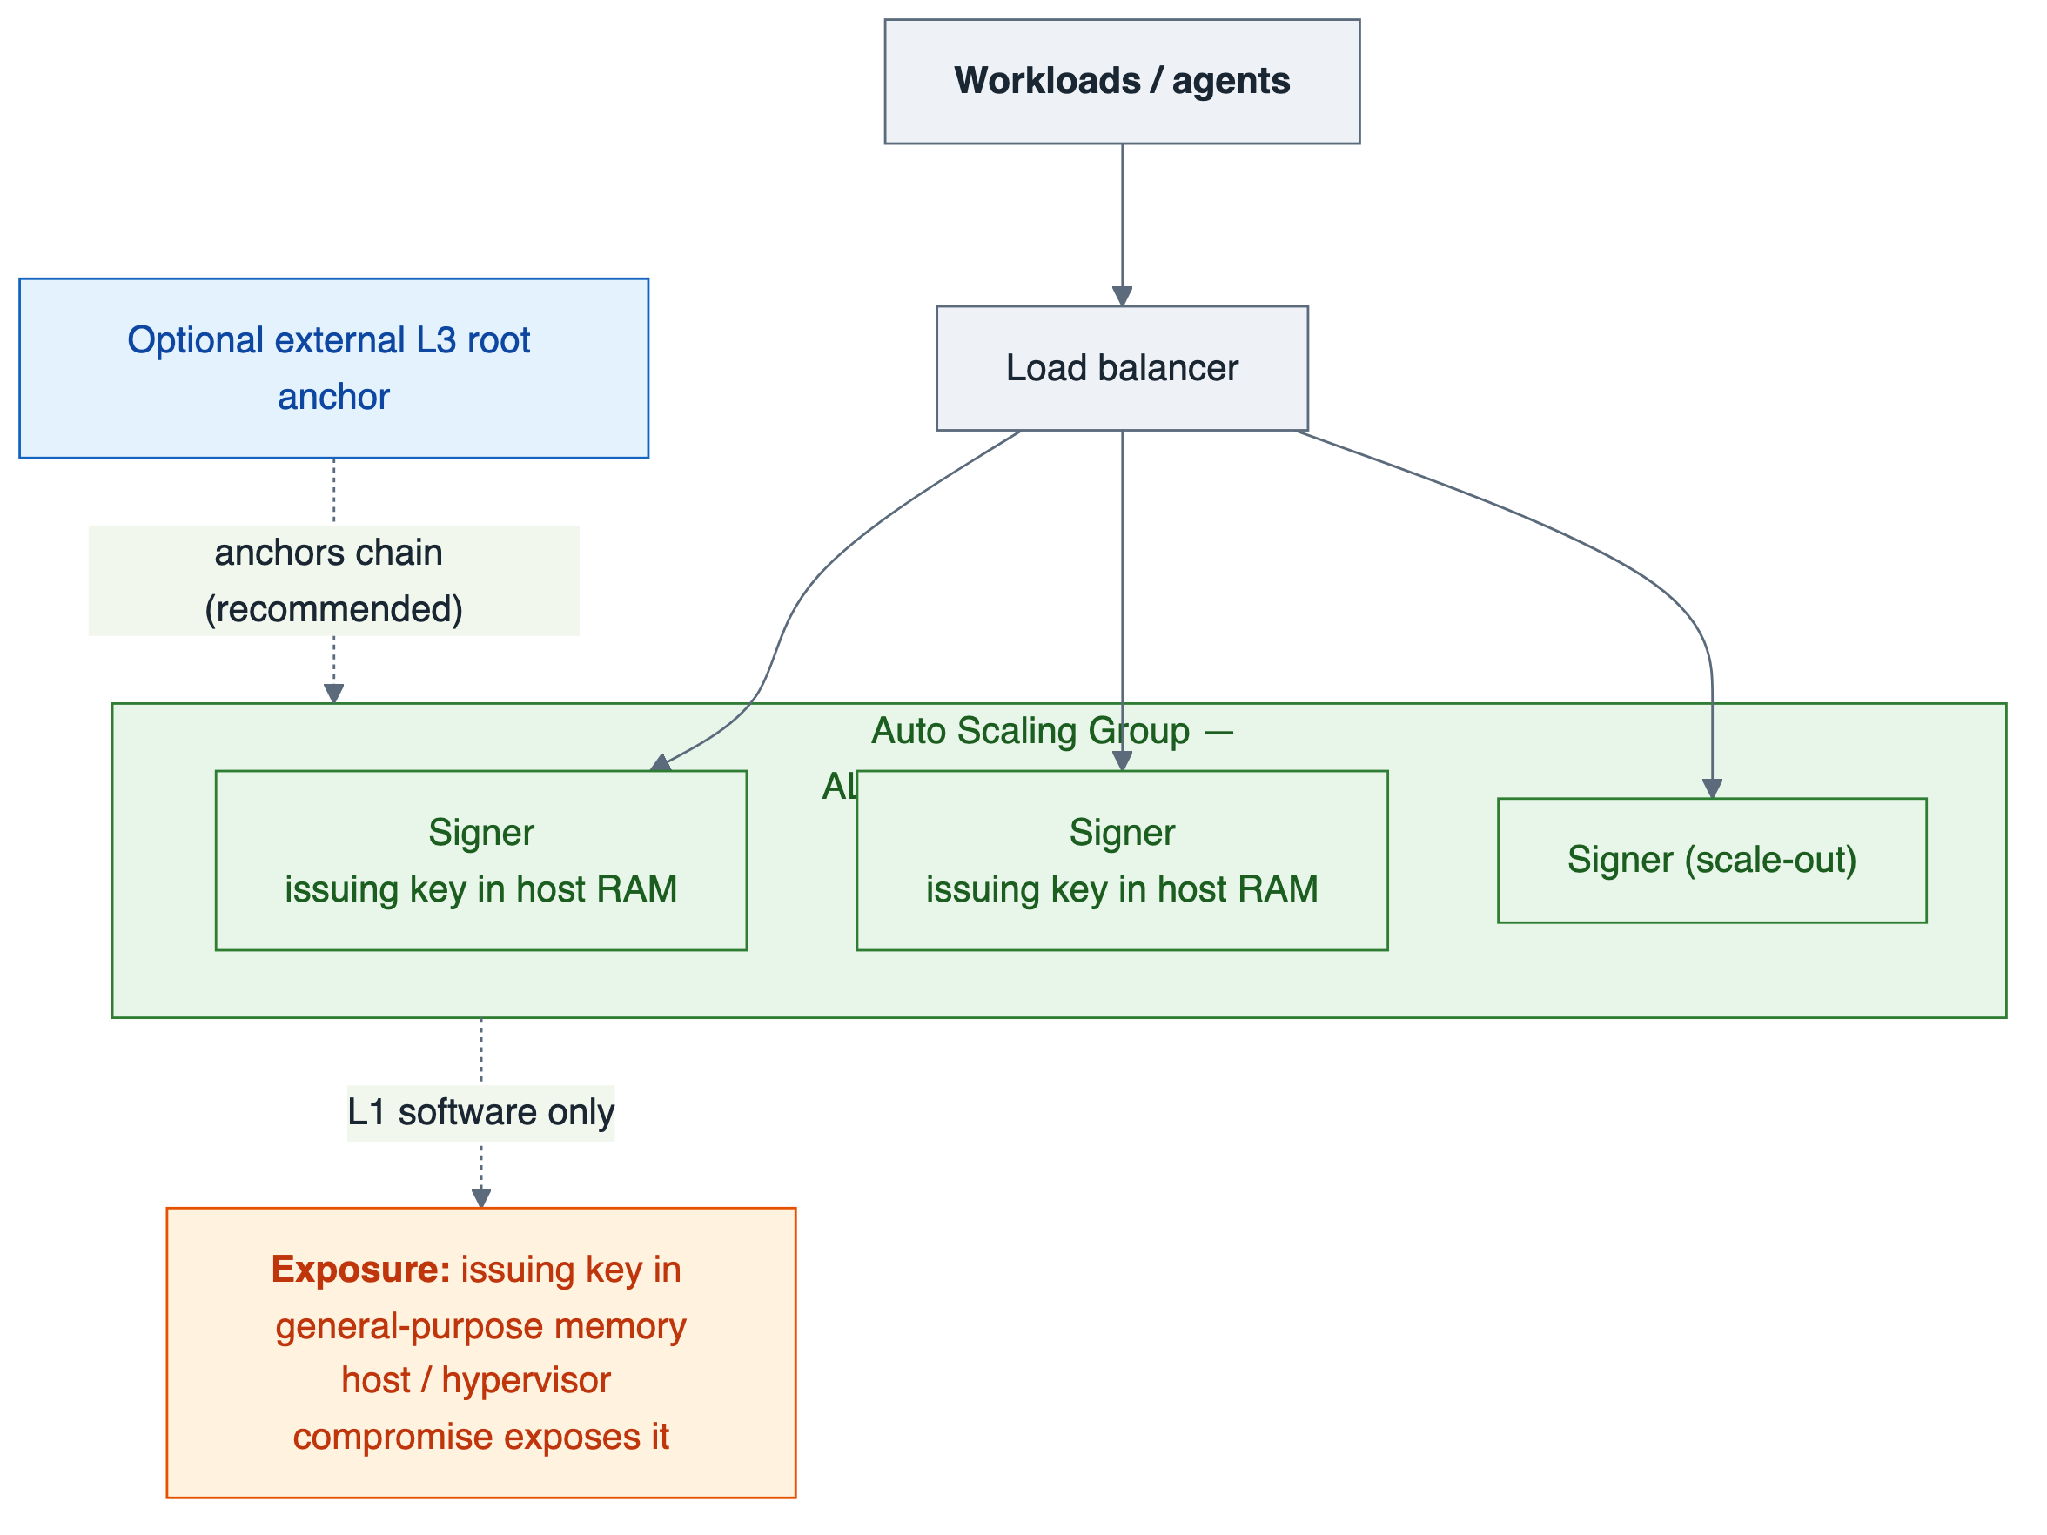 Workloads / agents
Optional external L3 root
anchor
Load balancer
anchors chain
(recommended)
Auto Scaling Group —
Signer
issuing key in host RAM
Signer
issuing key in host RAM
Signer (scale-out)
L1 software only
Exposure: issuing key in
general-purpose memory
host / hypervisor
compromise exposes it